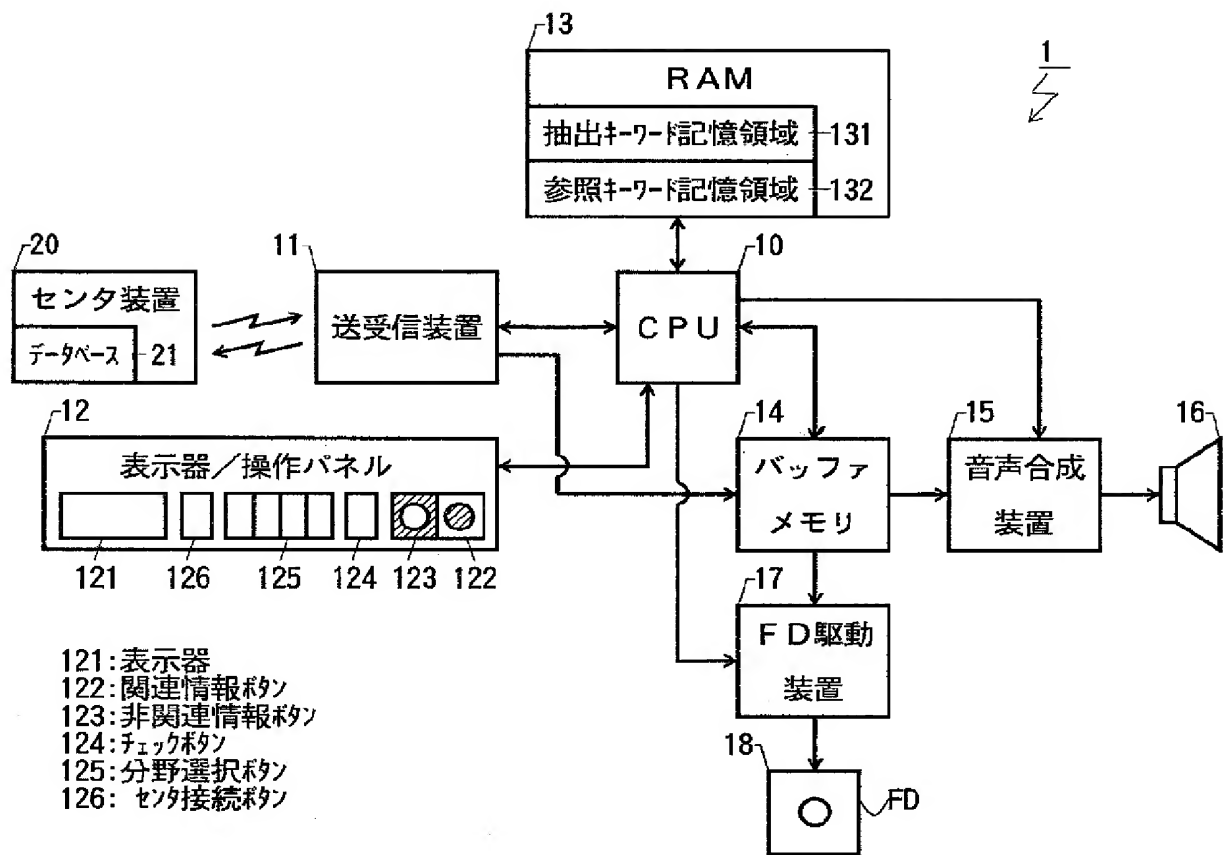 13
1
RAM
抽出ｷｰﾜｰﾄﾞ記憶領域
131
参照ｷｰﾜｰﾄﾞ記憶領域
132
20
11
10
センタ装置
ﾃﾞｰﾀﾍﾞｰｽ
21
送受信装置
CPU
12
表示器／操作パネル
14
バッファ
メモリ
15
音声合成
装置
16
121
126
125
124
123
122
17
FD駆動
装置
121:表示器
122:関連情報ﾎﾞﾀﾝ
123:非関連情報ﾎﾞﾀﾝ
124:ﾁｪｯｸﾎﾞﾀﾝ
125:分野選択ﾎﾞﾀﾝ
126: ｾﾝﾀ接続ﾎﾞﾀﾝ
18
FD